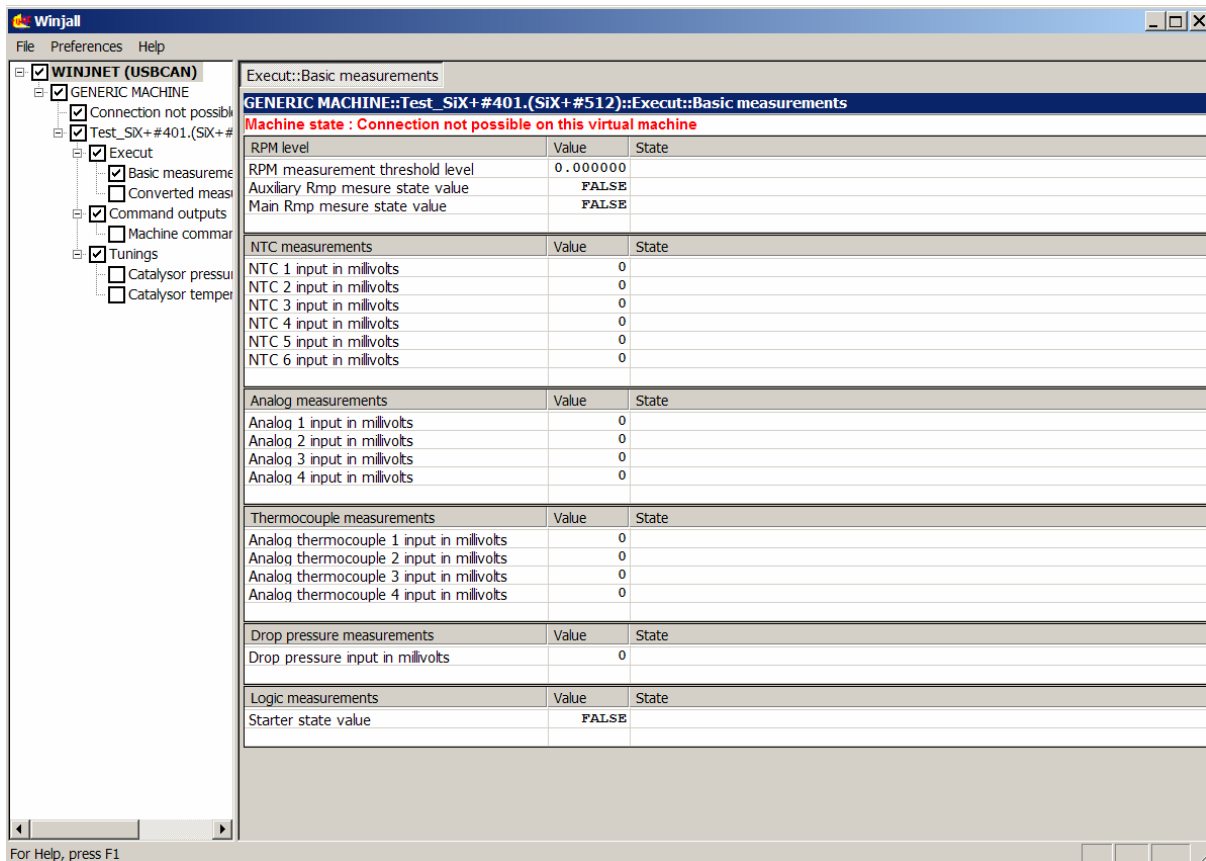 Winjall
File Preferences Help
WINJNET (USBCAN)
GENERIC MACHINE
Connection not possibl
Test_SiX+#401.(SiX+#
Execut
Basic measureme
Converted meas
Command outputs
Machine commar
Tunings
Catalysor pressu
Catalysor temper
Execut::Basic measurements
GENERIC MACHINE::Test_SiX+#401.(SiX+#512)::Execut::Basic measurements
Machine state : Connection not possible on this virtual machine
RPM level Value State
RPM measurement threshold level 0.000000
Auxiliary Rmp mesure state value FALSE
Main Rmp mesure state value FALSE
NTC measurements Value State
NTC 1 input in millivolts 0
NTC 2 input in millivolts 0
NTC 3 input in millivolts 0
NTC 4 input in millivolts 0
NTC 5 input in millivolts 0
NTC 6 input in millivolts 0
Analog measurements Value State
Analog 1 input in millivolts 0
Analog 2 input in millivolts 0
Analog 3 input in millivolts 0
Analog 4 input in millivolts 0
Thermocouple measurements Value State
Analog thermocouple 1 input in millivolts 0
Analog thermocouple 2 input in millivolts 0
Analog thermocouple 3 input in millivolts 0
Analog thermocouple 4 input in millivolts 0
Drop pressure measurements Value State
Drop pressure input in millivolts 0
Logic measurements Value State
Starter state value FALSE
For Help, press F1